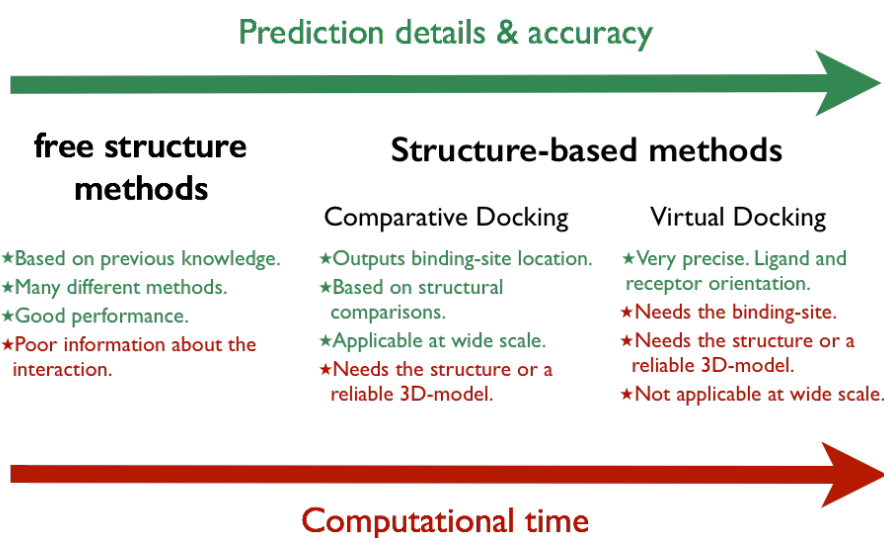 Prediction details & accuracy
free structure
methods
Structure-based methods
Comparative Docking
Virtual Docking
★Based on previous knowledge.
★Many different methods.
★Good performance.
★Poor information about the
interaction.
★Outputs binding-site location.
★Based on structural
comparisons.
★Applicable at wide scale.
★Needs the structure or a
reliable 3D-model.
★Very precise. Ligand and
receptor orientation.
★Needs the binding-site.
★Needs the structure or a
reliable 3D-model.
★Not applicable at wide scale.
Computational time